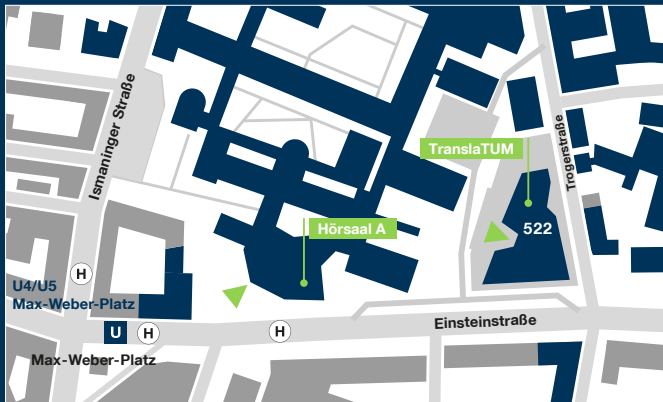 Ismaninger Straße
TranslaTUM
Trogerstraße
Hörsaal A
522
H
U4/U5
Max-Weber-Platz
U
H
H
Einsteinstraße
Max-Weber-Platz